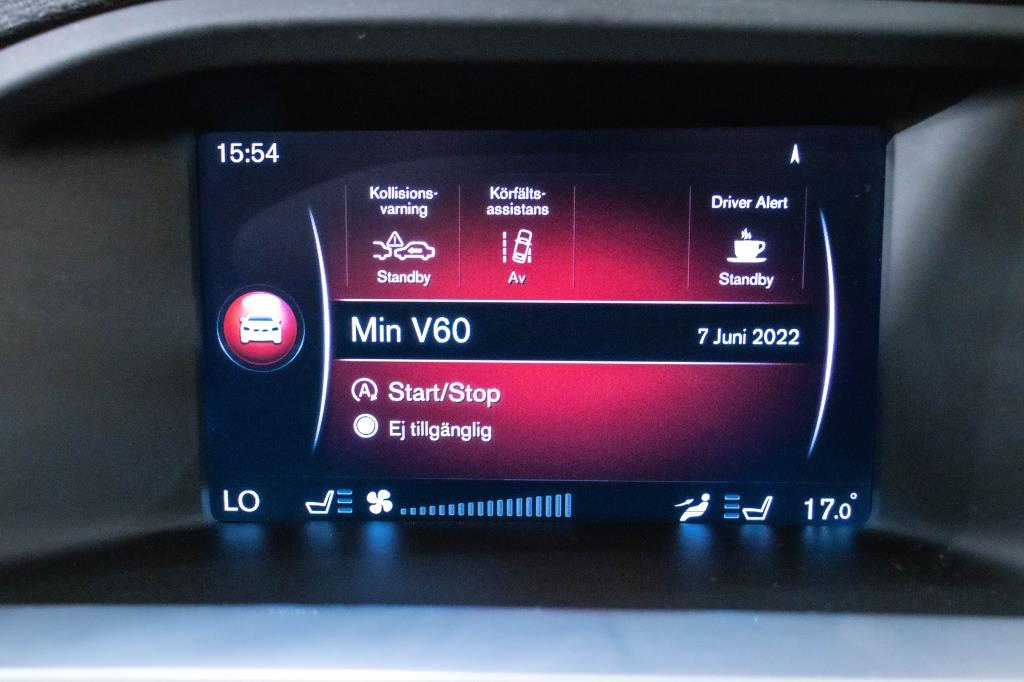 15:54
Kollisions-
varning
Standby
Körfälts-
assistans
Av
Driver Alert
Standby
Min V60
7 Juni 2022
A Start/Stop
Ej tillgänglig
LO
17.0°